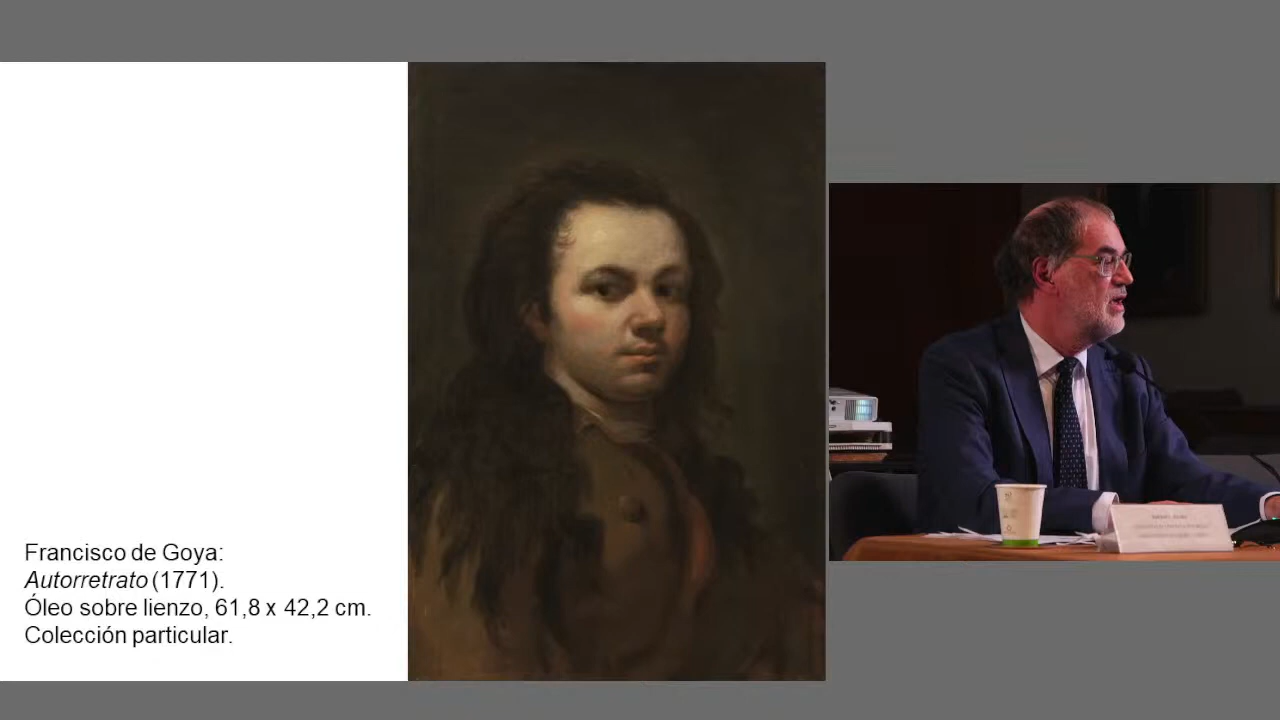 Francisco de Goya:
Autorretrato (1771).
Óleo sobre lienzo, 61,8 x 42,2 cm.
Colección particular.